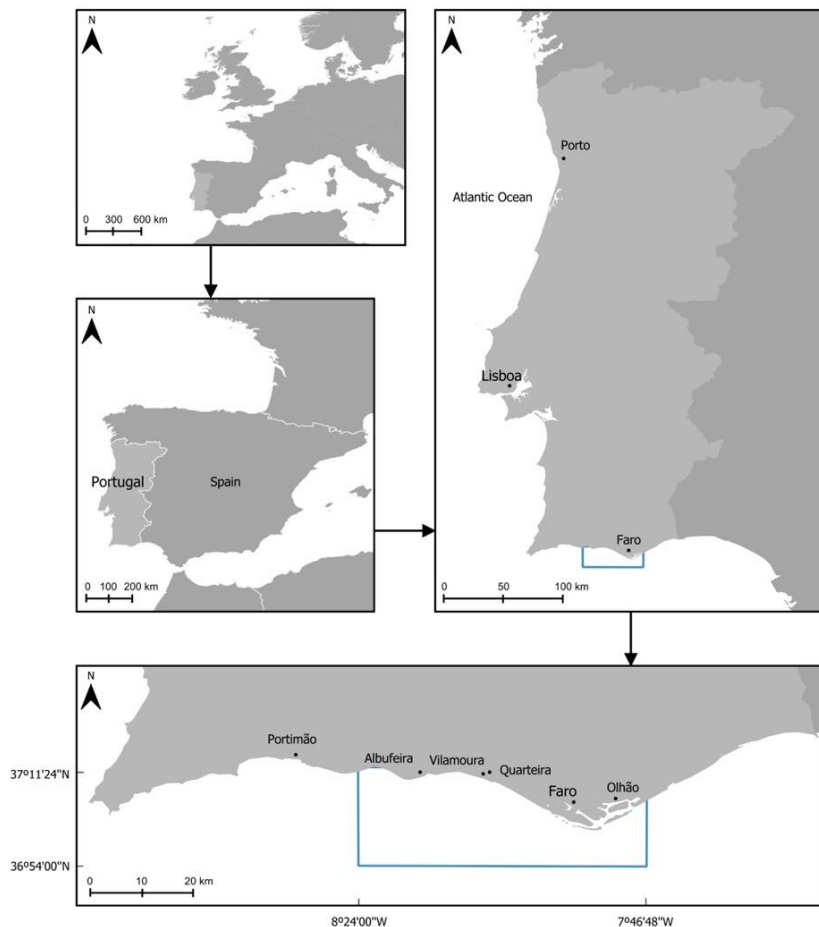 N
0 300 600 km
N
Portugal
Spain
0 100 200 km
N
Porto
Atlantic Ocean
Lisboa
Faro
0 50 100 km
N
Portimão
Albufeira
Vilamoura
Quarteira
Faro
Olhão
37º11'24"N
36º54'00"N
0 10 20 km
8º24'00"W
7º46'48"W